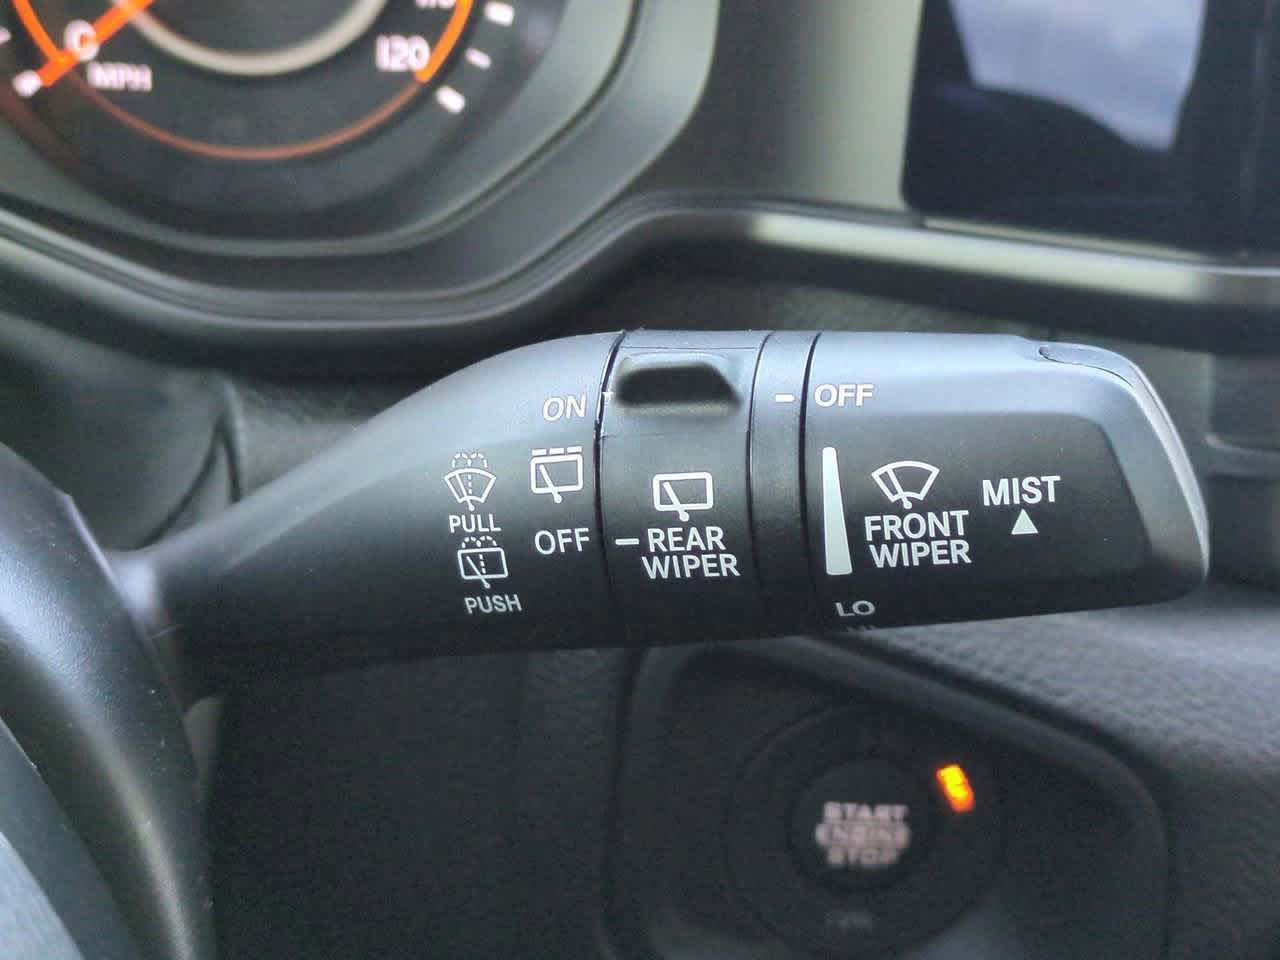 120
MPH
ON
OFF
PULL
OFF
REAR
WIPER
FRONT
WIPER
MIST
PUSH
LO
START
ENGINE
STOP